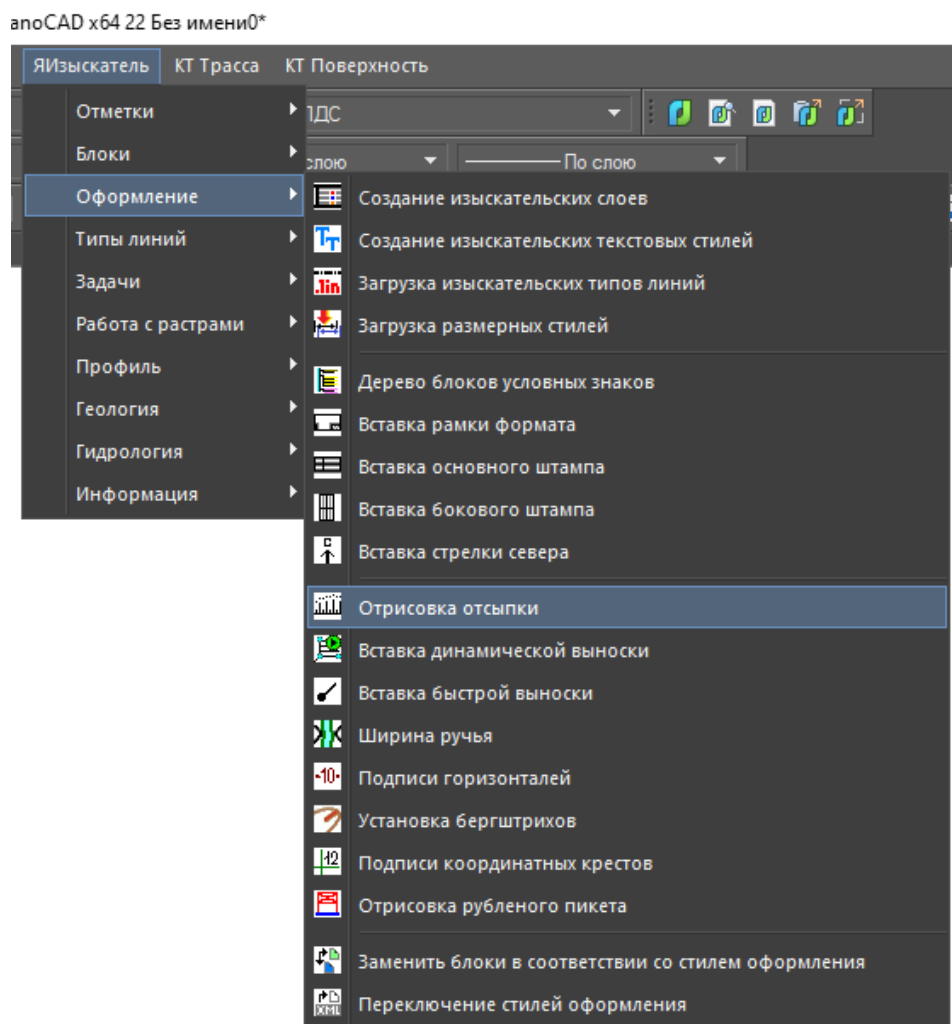 anoCAD x64 22 Без имени0*
ЯИзыскатель КТ Трасса КТ Поверхность
Отметки
ПДС
Блоки
слою
По слою
Оформление
Типы линий
Задачи
Работа с растрами
Профиль
Геология
Гидрология
Информация
Создание изыскательских слоев
Создание изыскательских текстовых стилей
Загрузка изыскательских типов линий
Загрузка размерных стилей
Дерево блоков условных знаков
Вставка рамки формата
Вставка основного штампа
Вставка бокового штампа
Вставка стрелки севера
Отрисовка отсыпки
Вставка динамической выноски
Вставка быстрой выноски
Ширина ручья
Подписи горизонталей
Установка бергштрихов
Подписи координатных крестов
Отрисовка рубленого пикета
Заменить блоки в соответствии со стилем оформления
Переключение стилей оформления